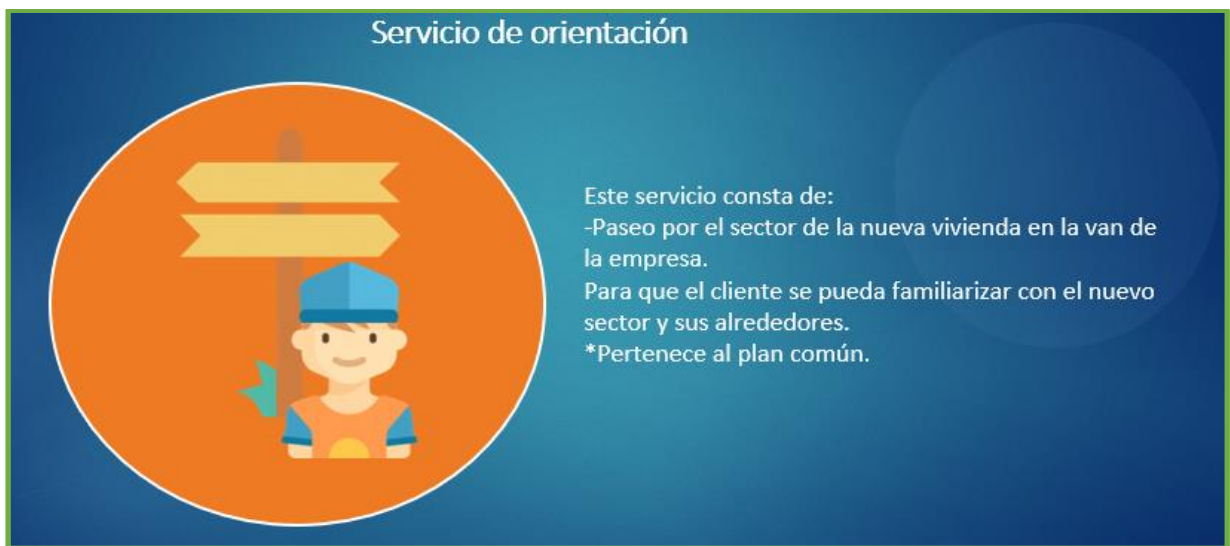 Servicio de orientación
Este servicio consta de:
-Paseo por el sector de la nueva vivienda en la van de
la empresa.
Para que el cliente se pueda familiarizar con el nuevo
sector y sus alrededores.
*Pertenece al plan común.